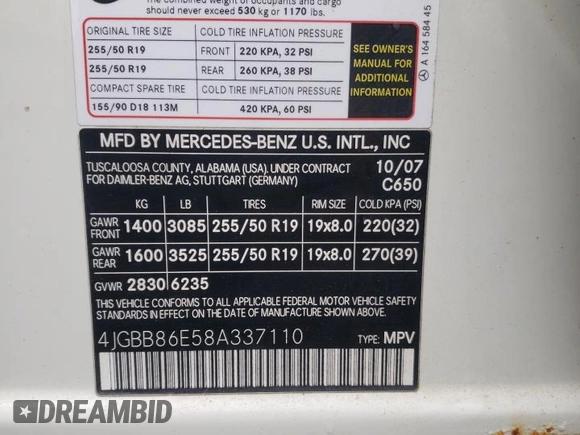 The combined weight of occupants and cargo
should never exceed 530 kg or 1170 lbs.
ORIGINAL TIRE SIZE COLD TIRE INFLATION PRESSURE
255/50 R19 FRONT 220 KPA, 32 PSI
255/50 R19 REAR 260 KPA, 38 PSI
COMPACT SPARE TIRE COLD TIRE INFLATION PRESSURE
155/90 D18 113M 420 KPA, 60 PSI
SEE OWNER'S
MANUAL FOR
ADDITIONAL
INFORMATION
A 164 584 45
MFD BY MERCEDES-BENZ U.S. INTL., INC
TUSCALOOSA COUNTY, ALABAMA (USA). UNDER CONTRACT 10/07
FOR DAIMLER-BENZ AG, STUTTGART (GERMANY) C650
KG LB TIRES RIM SIZE COLD KPA (PSI)
GAWR FRONT 1400 3085 255/50 R19 19x8.0 220(32)
GAWR REAR 1600 3525 255/50 R19 19x8.0 270(39)
GVWR 2830 6235
THIS VEHICLE CONFORMS TO ALL APPLICABLE FEDERAL MOTOR VEHICLE SAFETY
STANDARDS IN EFFECT ON THE DATE OF MANUFACTURE SHOWN ABOVE.
4JGBB86E58A337110 TYPE: MPV
DREAMBID